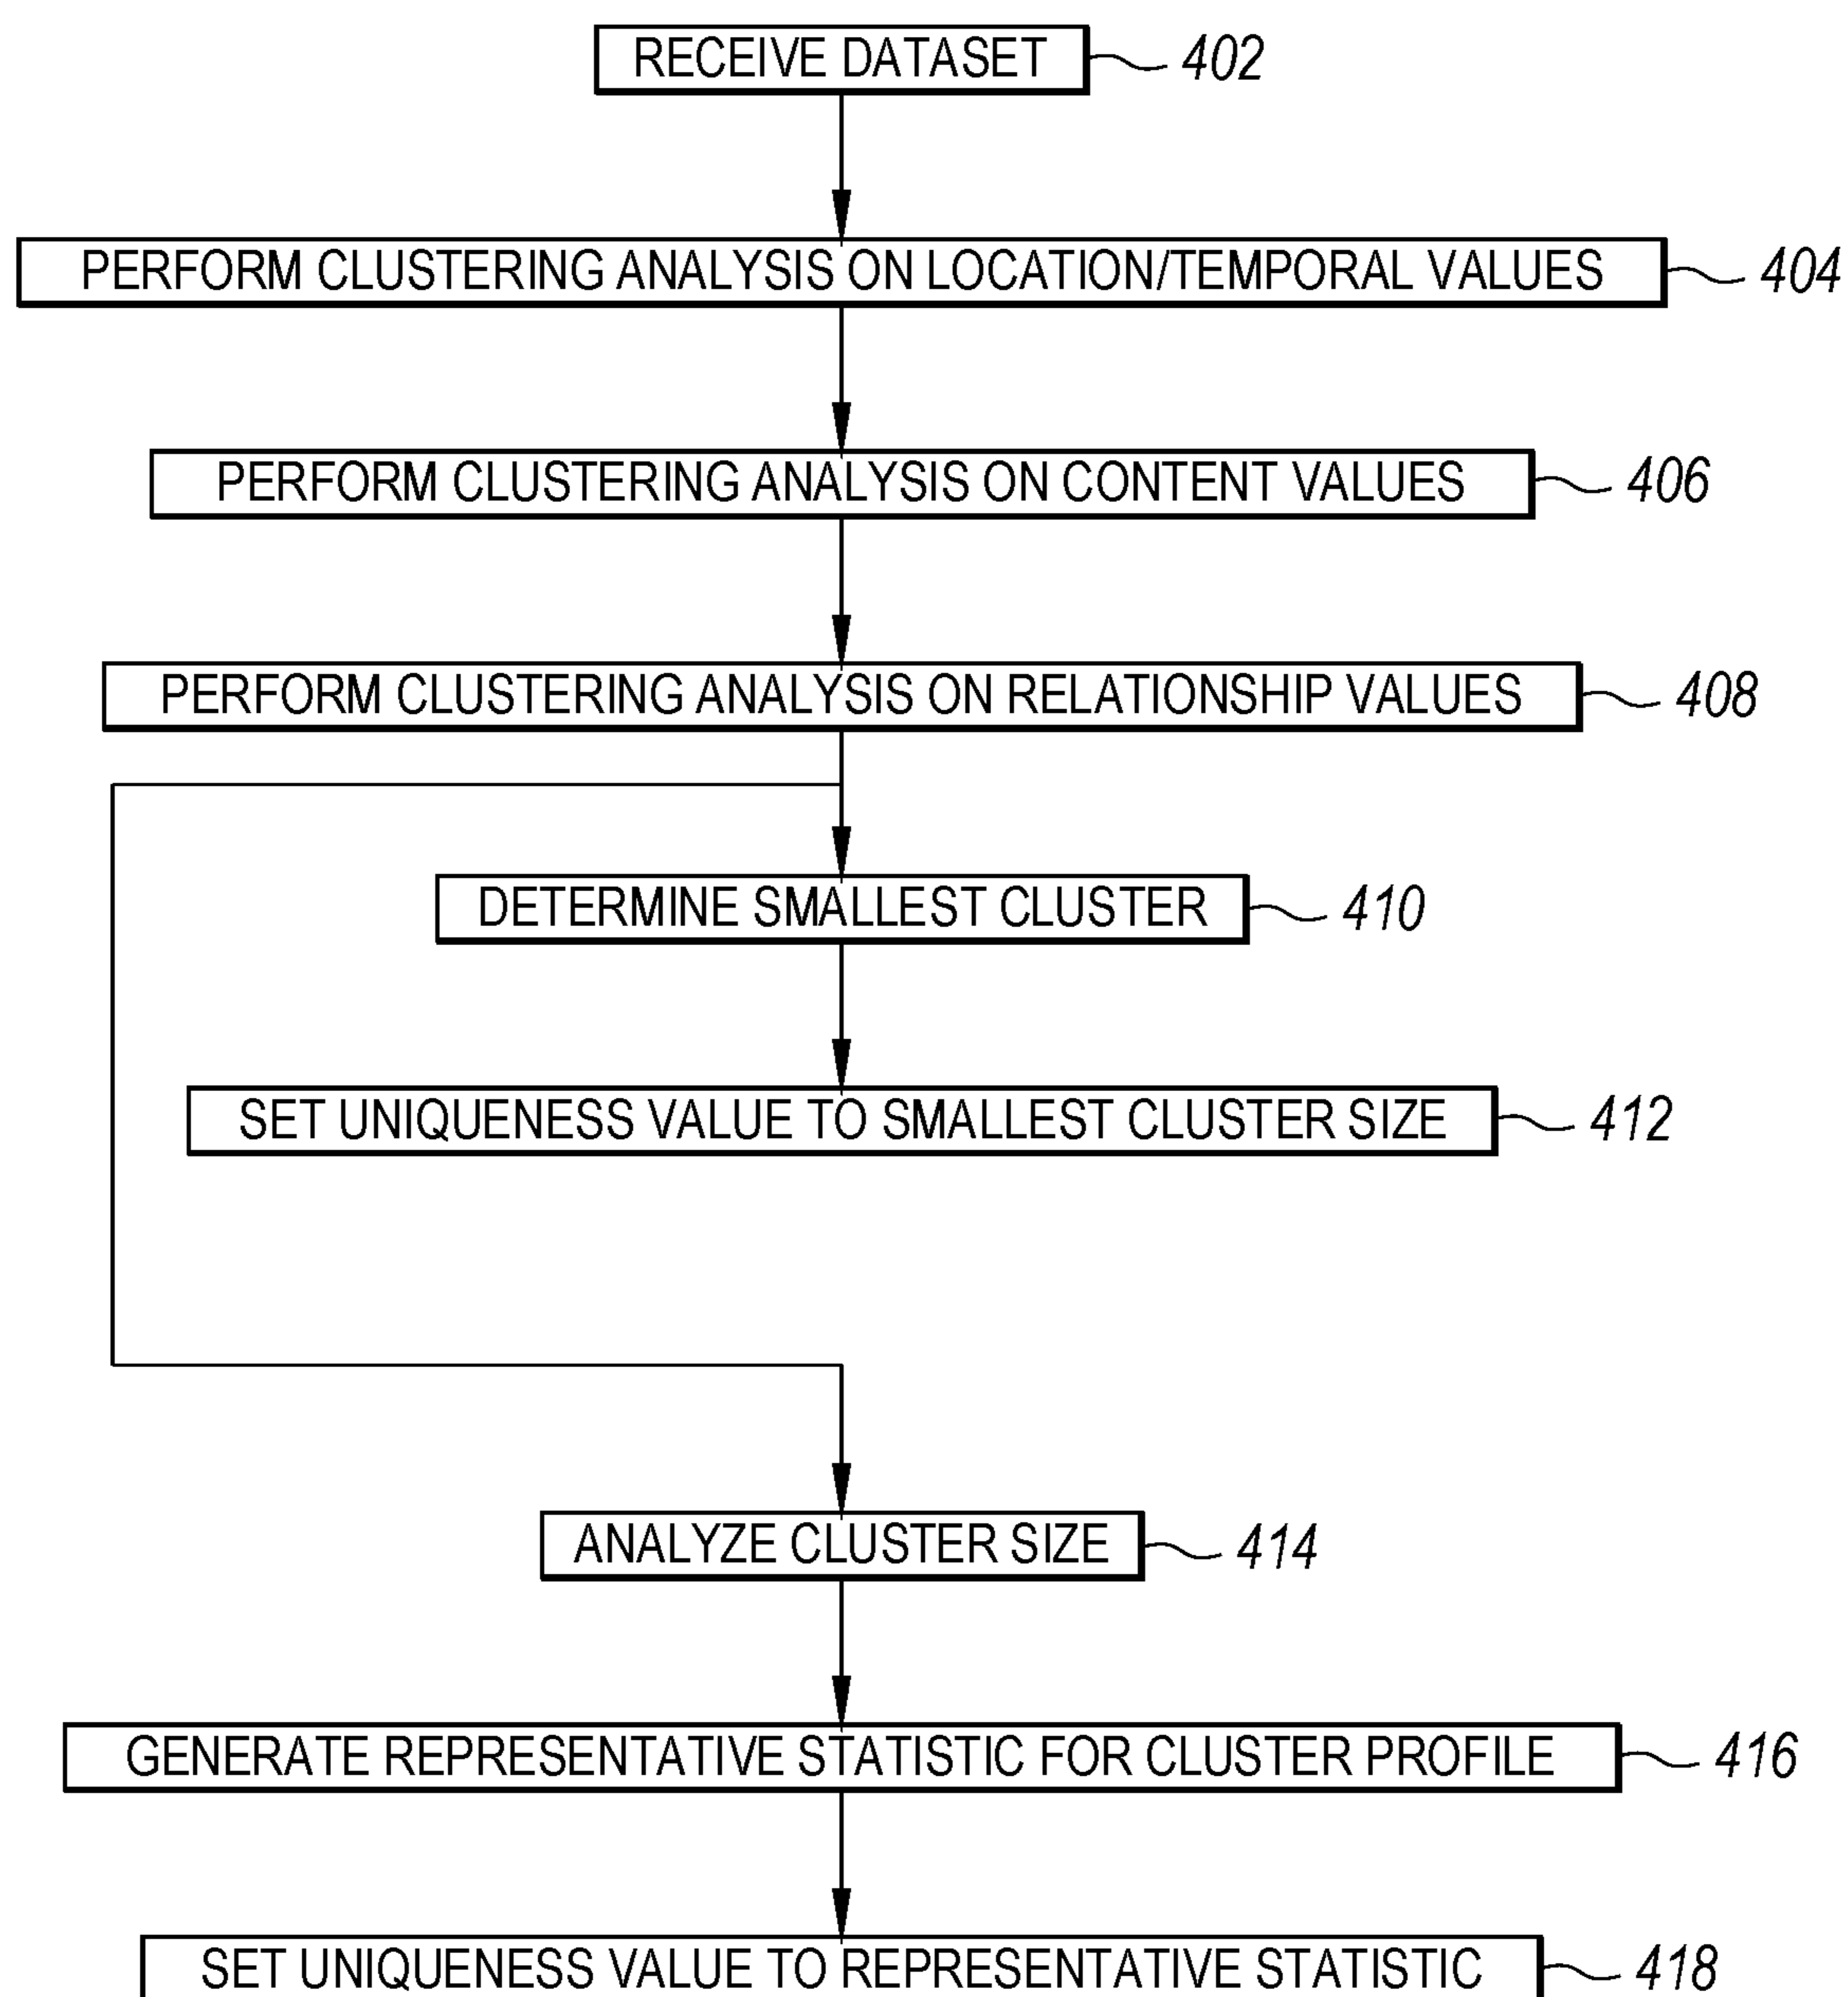 RECEIVE DATASET 402
PERFORM CLUSTERING ANALYSIS ON LOCATION/TEMPORAL VALUES 404
PERFORM CLUSTERING ANALYSIS ON CONTENT VALUES 406
PERFORM CLUSTERING ANALYSIS ON RELATIONSHIP VALUES 408
DETERMINE SMALLEST CLUSTER 410
SET UNIQUENESS VALUE TO SMALLEST CLUSTER SIZE 412
ANALYZE CLUSTER SIZE 414
GENERATE REPRESENTATIVE STATISTIC FOR CLUSTER PROFILE 416
SET UNIQUENESS VALUE TO REPRESENTATIVE STATISTIC 418